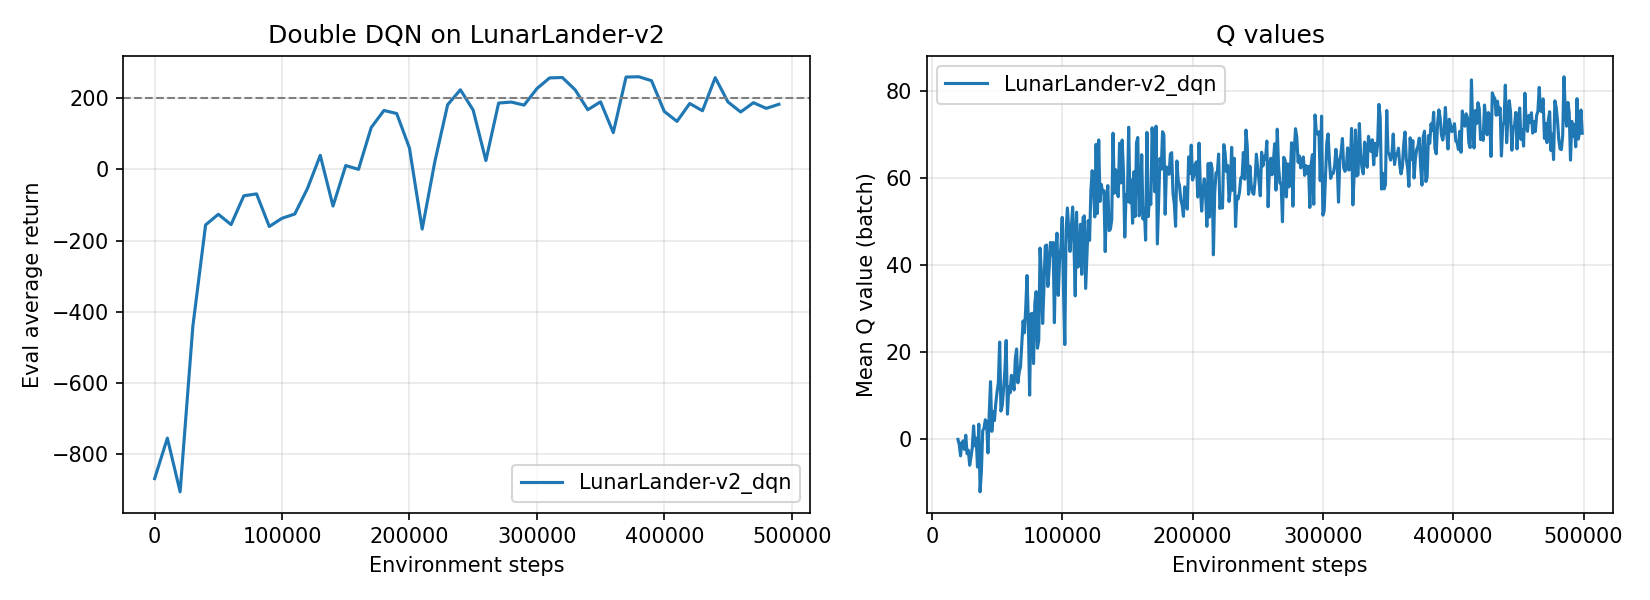 Double DQN on LunarLander-v2
200
0
−200
−400
−600
−800
Eval average return
0
100000
200000
300000
400000
500000
Environment steps
LunarLander-v2_dqn
Q values
LunarLander-v2_dqn
80
60
40
20
0
Mean Q value (batch)
0
100000
200000
300000
400000
500000
Environment steps